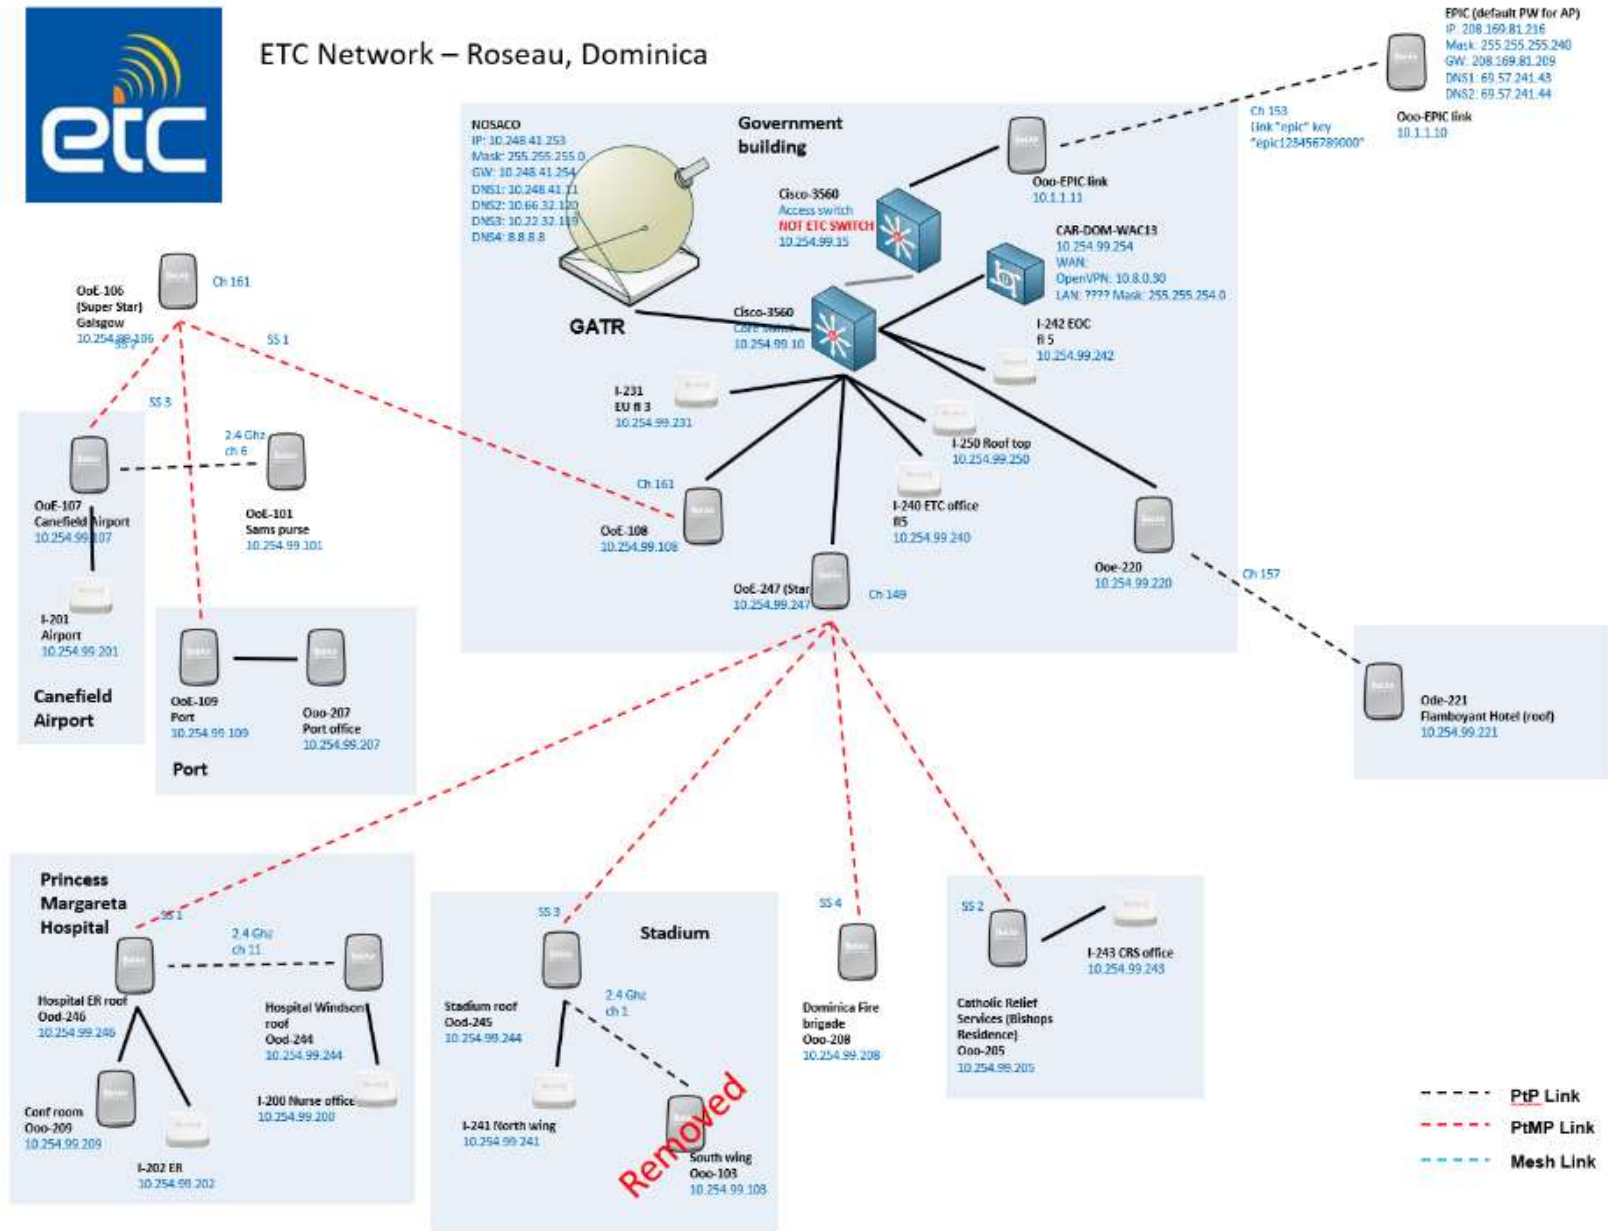 etc
ETC Network – Roseau, Dominica
EPIC (default PW for AP)
IP: 208.169.81.216
Mask: 255.255.255.240
GW: 208.169.81.209
DNS1: 69.57.241.43
DNS2: 69.57.241.44
Ooo-EPIC link
10.1.1.10
Ch 153
Link "epic" key
"epic123456789000"
NOSACO
IP: 10.248.41.253
Mask: 255.255.255.0
GW: 10.248.41.254
DNS1: 10.248.41.11
DNS2: 10.66.32.120
DNS3: 10.22.32.119
DNS4: 8.8.8.8
GATR
Government
building
Ooo-EPIC link
10.1.1.11
Cisco-3560
Access switch
NOT ETC SWITCH
10.254.99.15
CAR-DOM-WAC13
10.254.99.254
WAN:
OpenVPN: 10.8.0.30
LAN: ???? Mask: 255.255.254.0
Cisco-3560
Core switch
10.254.99.10
I-242 EOC
fl 5
10.254.99.242
I-231
EU fl 3
10.254.99.231
I-250 Roof top
10.254.99.250
I-240 ETC office
fl5
10.254.99.240
Ch 161
OoE-108
10.254.99.108
OoE-247 (Star
10.254.99.247
Ch 149
Ooe-220
10.254.99.220
Ch 157
Ode-221
Flamboyant Hotel (roof)
10.254.99.221
OoE-106
(Super Star)
Galsgow
10.254.99.106
Ch 161
SS 2
SS 1
SS 3
OoE-107
Canefield Airport
10.254.99.107
2.4 Ghz
ch 6
OoE-101
Sams purse
10.254.99.101
I-201
Airport
10.254.99.201
Canefield
Airport
OoE-109
Port
10.254.99.109
Ooo-207
Port office
10.254.99.207
Port
Princess
Margareta
Hospital
SS 1
2.4 Ghz
ch 11
Hospital ER roof
Ood-246
10.254.99.246
Hospital Windson
roof
Ood-244
10.254.99.244
Conf room
Ooo-209
10.254.99.209
I-202 ER
10.254.99.202
I-200 Nurse office
10.254.99.200
SS 3
Stadium
Stadium roof
Ood-245
10.254.99.244
2.4 Ghz
ch 1
I-241 North wing
10.254.99.241
Removed
South wing
Ooo-103
10.254.99.103
SS 4
Dominica Fire
brigade
Ooo-208
10.254.99.208
SS 2
I-243 CRS office
10.254.99.243
Catholic Relief
Services (Bishops
Residence)
Ooo-205
10.254.99.205
PtP Link
PtMP Link
Mesh Link